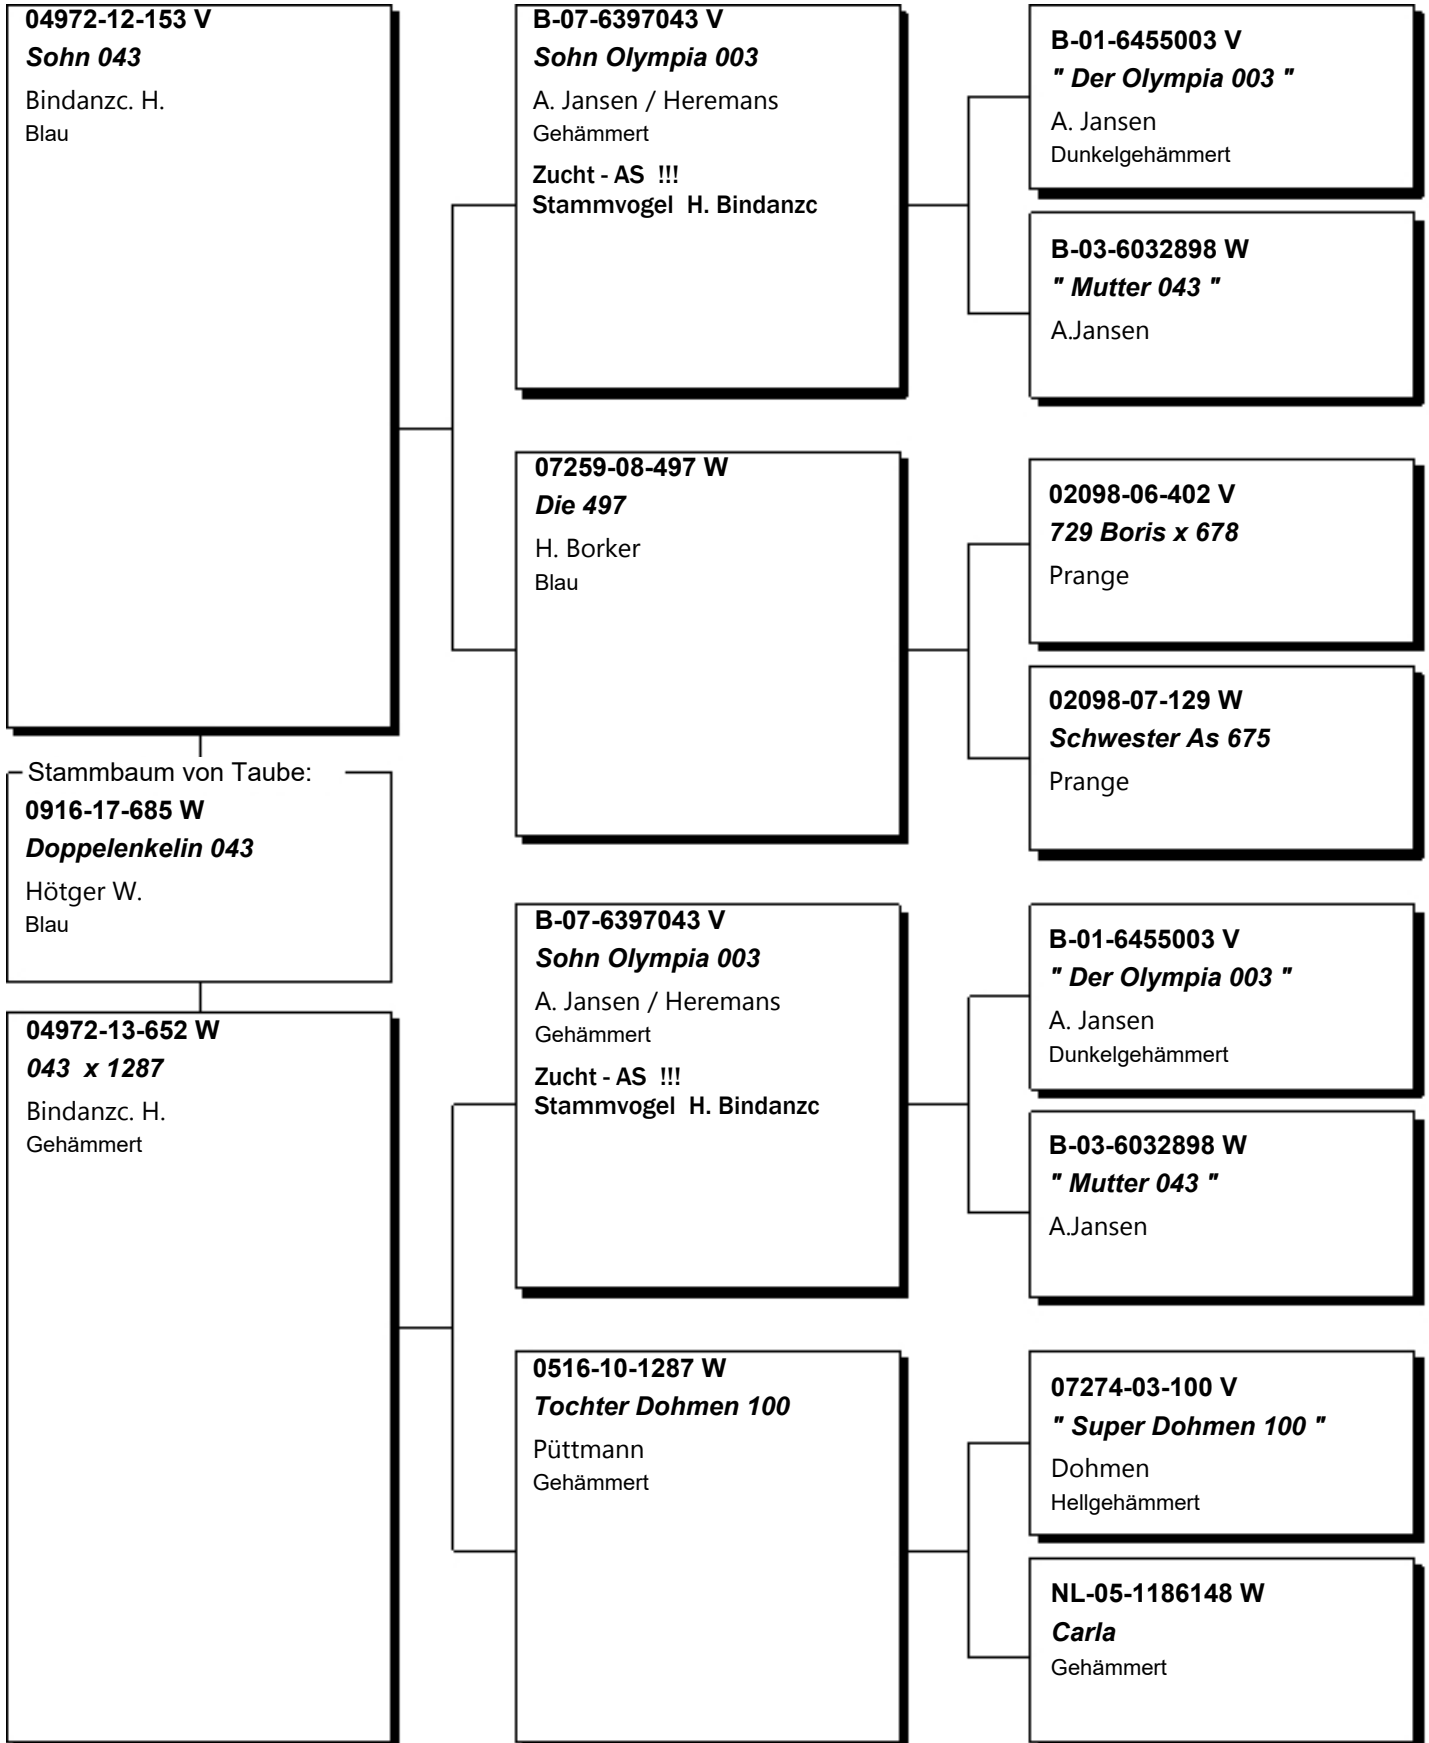 04972-12-153 V
Sohn 043
Bindanzc. H.
Blau
Stammbaum von Taube:
0916-17-685 W
Doppelenkelin 043
Hötger W.
Blau
04972-13-652 W
043 x 1287
Bindanzc. H.
Gehämmert
B-07-6397043 V
Sohn Olympia 003
A. Jansen / Heremans
Gehämmert
Zucht - AS !!!
Stammvogel H. Bindanzc
07259-08-497 W
Die 497
H. Borker
Blau
B-07-6397043 V
Sohn Olympia 003
A. Jansen / Heremans
Gehämmert
Zucht - AS !!!
Stammvogel H. Bindanzc
0516-10-1287 W
Tochter Dohmen 100
Püttmann
Gehämmert
B-01-6455003 V
" Der Olympia 003 "
A. Jansen
Dunkelgehämmert
B-03-6032898 W
" Mutter 043 "
A.Jansen
02098-06-402 V
729 Boris x 678
Prange
02098-07-129 W
Schwester As 675
Prange
B-01-6455003 V
" Der Olympia 003 "
A. Jansen
Dunkelgehämmert
B-03-6032898 W
" Mutter 043 "
A.Jansen
07274-03-100 V
" Super Dohmen 100 "
Dohmen
Hellgehämmert
NL-05-1186148 W
Carla
Gehämmert